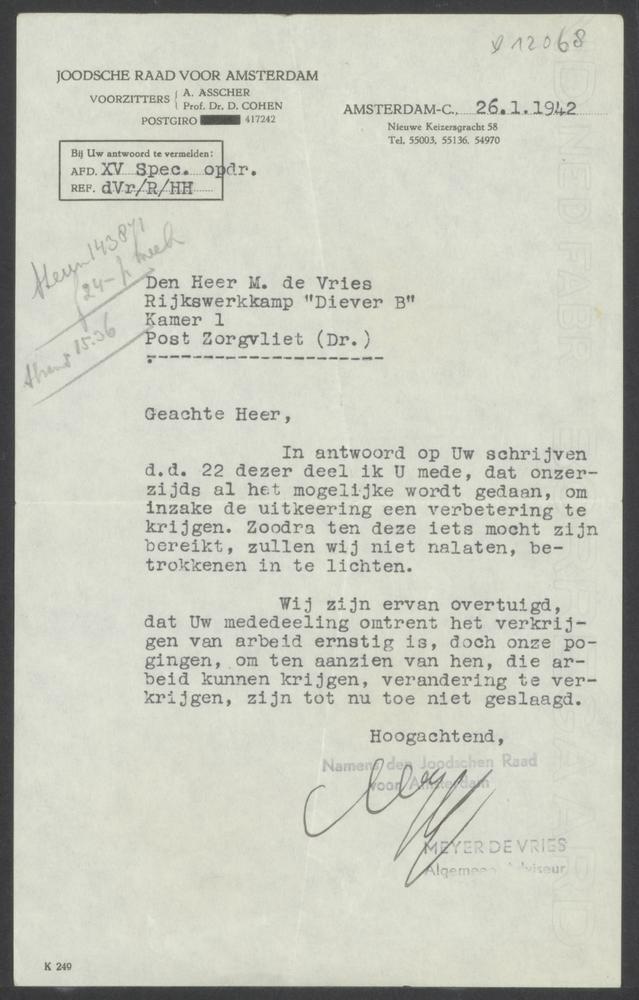 12068
JOODSCHE RAAD VOOR AMSTERDAM
VOORZITTERS { A. ASSCHER
Prof. Dr. D. COHEN
POSTGIRO 417242
AMSTERDAM-C., 26.1.1942
Nieuwe Keizersgracht 58
Tel. 55003, 55136, 54970
Bij Uw antwoord te vermelden:
AFD. XV Spec. opdr.
REF. dVr/R/HH
24-
15.36
Den Heer M. de Vries
Rijkswerkkamp "Diever B"
Kamer 1
Post Zorgvliet (Dr.)
Geachte Heer,
In antwoord op Uw schrijven
d.d. 22 dezer deel ik U mede, dat onzer-
zijds al het mogelijke wordt gedaan, om
inzake de uitkeering een verbetering te
krijgen. Zoodra ten deze iets mocht zijn
bereikt, zullen wij niet nalaten, be-
trokkenen in te lichten.
Wij zijn ervan overtuigd,
dat Uw mededeeling omtrent het verkrij-
gen van arbeid ernstig is, doch onze po-
gingen, om ten aanzien van hen, die ar-
beid kunnen krijgen, verandering te ver-
krijgen, zijn tot nu toe niet geslaagd.
Hoogachtend,
Namens den Joodschen Raad
voor Amsterdam
MEYER DE VRIES
Algemeen Adviseur
K 249